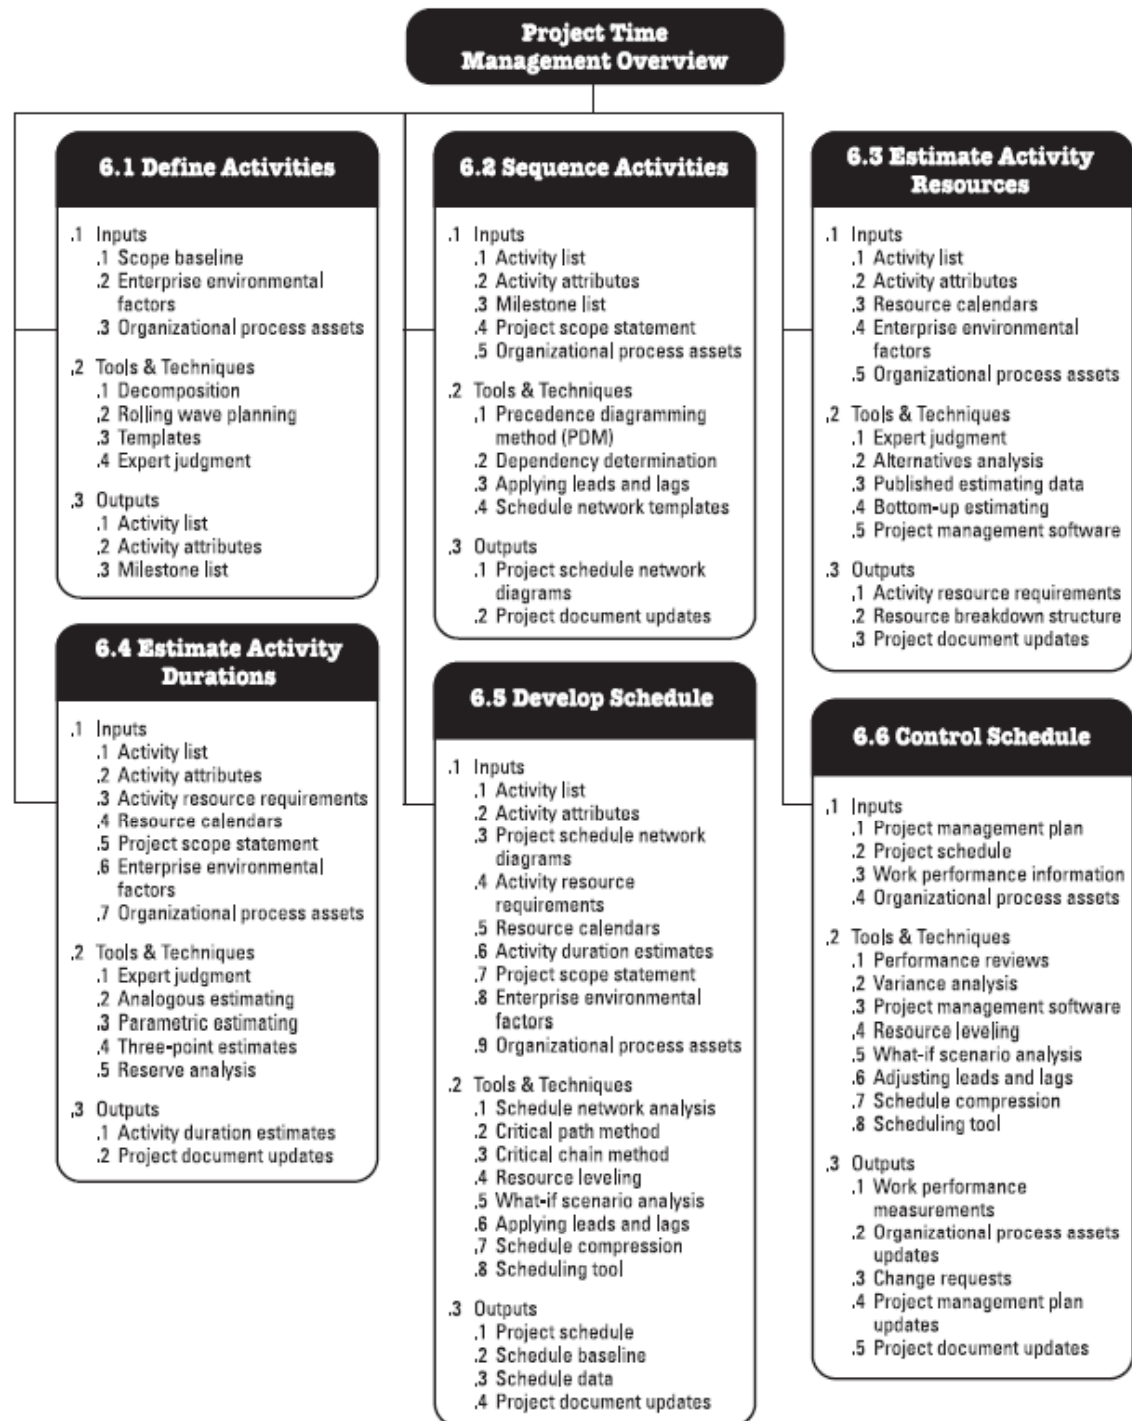 Project Time
Management Overview
6.1 Define Activities
.1 Inputs
.1 Scope baseline
.2 Enterprise environmental
factors
.3 Organizational process assets
.2 Tools & Techniques
.1 Decomposition
.2 Rolling wave planning
.3 Templates
.4 Expert judgment
.3 Outputs
.1 Activity list
.2 Activity attributes
.3 Milestone list
6.2 Sequence Activities
.1 Inputs
.1 Activity list
.2 Activity attributes
.3 Milestone list
.4 Project scope statement
.5 Organizational process assets
.2 Tools & Techniques
.1 Precedence diagramming
method (PDM)
.2 Dependency determination
.3 Applying leads and lags
.4 Schedule network templates
.3 Outputs
.1 Project schedule network
diagrams
.2 Project document updates
6.3 Estimate Activity
Resources
.1 Inputs
.1 Activity list
.2 Activity attributes
.3 Resource calendars
.4 Enterprise environmental
factors
.5 Organizational process assets
.2 Tools & Techniques
.1 Expert judgment
.2 Alternatives analysis
.3 Published estimating data
.4 Bottom-up estimating
.5 Project management software
.3 Outputs
.1 Activity resource requirements
.2 Resource breakdown structure
.3 Project document updates
6.4 Estimate Activity
Durations
.1 Inputs
.1 Activity list
.2 Activity attributes
.3 Activity resource requirements
.4 Resource calendars
.5 Project scope statement
.6 Enterprise environmental
factors
.7 Organizational process assets
.2 Tools & Techniques
.1 Expert judgment
.2 Analogous estimating
.3 Parametric estimating
.4 Three-point estimates
.5 Reserve analysis
.3 Outputs
.1 Activity duration estimates
.2 Project document updates
6.5 Develop Schedule
.1 Inputs
.1 Activity list
.2 Activity attributes
.3 Project schedule network
diagrams
.4 Activity resource
requirements
.5 Resource calendars
.6 Activity duration estimates
.7 Project scope statement
.8 Enterprise environmental
factors
.9 Organizational process assets
.2 Tools & Techniques
.1 Schedule network analysis
.2 Critical path method
.3 Critical chain method
.4 Resource leveling
.5 What-if scenario analysis
.6 Applying leads and lags
.7 Schedule compression
.8 Scheduling tool
.3 Outputs
.1 Project schedule
.2 Schedule baseline
.3 Schedule data
.4 Project document updates
6.6 Control Schedule
.1 Inputs
.1 Project management plan
.2 Project schedule
.3 Work performance information
.4 Organizational process assets
.2 Tools & Techniques
.1 Performance reviews
.2 Variance analysis
.3 Project management software
.4 Resource leveling
.5 What-if scenario analysis
.6 Adjusting leads and lags
.7 Schedule compression
.8 Scheduling tool
.3 Outputs
.1 Work performance
measurements
.2 Organizational process assets
updates
.3 Change requests
.4 Project management plan
updates
.5 Project document updates